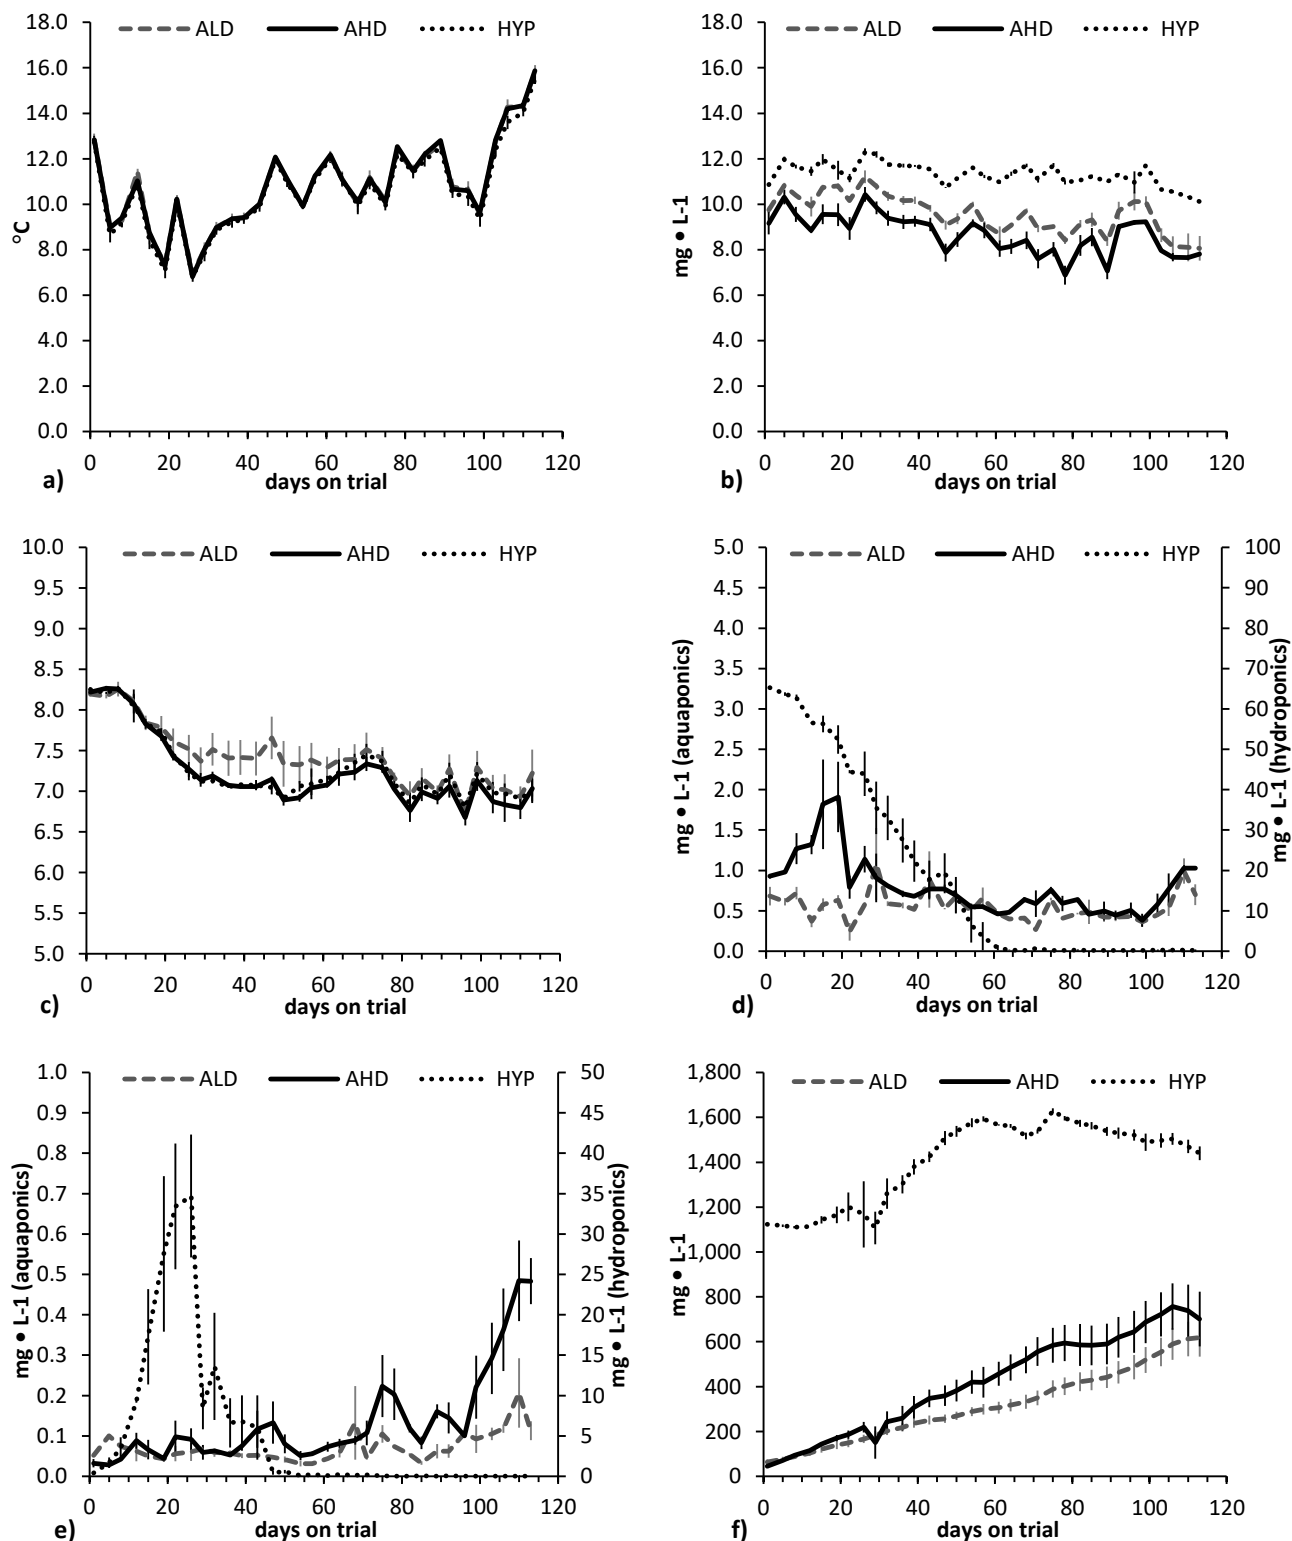 ALD AHD HYP
18.0
16.0
14.0
12.0
10.0
8.0
6.0
4.0
2.0
0.0
°C
0 20 40 60 80 100 120
days on trial
a)
ALD AHD HYP
18.0
16.0
14.0
12.0
10.0
8.0
6.0
4.0
2.0
0.0
mg • L-1
0 20 40 60 80 100 120
days on trial
b)
ALD AHD HYP
10.0
9.5
9.0
8.5
8.0
7.5
7.0
6.5
6.0
5.5
5.0
0 20 40 60 80 100 120
days on trial
c)
ALD AHD HYP
5.0
4.5
4.0
3.5
3.0
2.5
2.0
1.5
1.0
0.5
0.0
mg • L-1 (aquaponics)
100
90
80
70
60
50
40
30
20
10
0
mg • L-1 (hydroponics)
0 20 40 60 80 100 120
days on trial
d)
ALD AHD HYP
1.0
0.9
0.8
0.7
0.6
0.5
0.4
0.3
0.2
0.1
0.0
mg • L-1 (aquaponics)
50
45
40
35
30
25
20
15
10
5
0
mg • L-1 (hydroponics)
0 20 40 60 80 100 120
days on trial
e)
ALD AHD HYP
1,800
1,600
1,400
1,200
1,000
800
600
400
200
0
mg • L-1
0 20 40 60 80 100 120
days on trial
f)